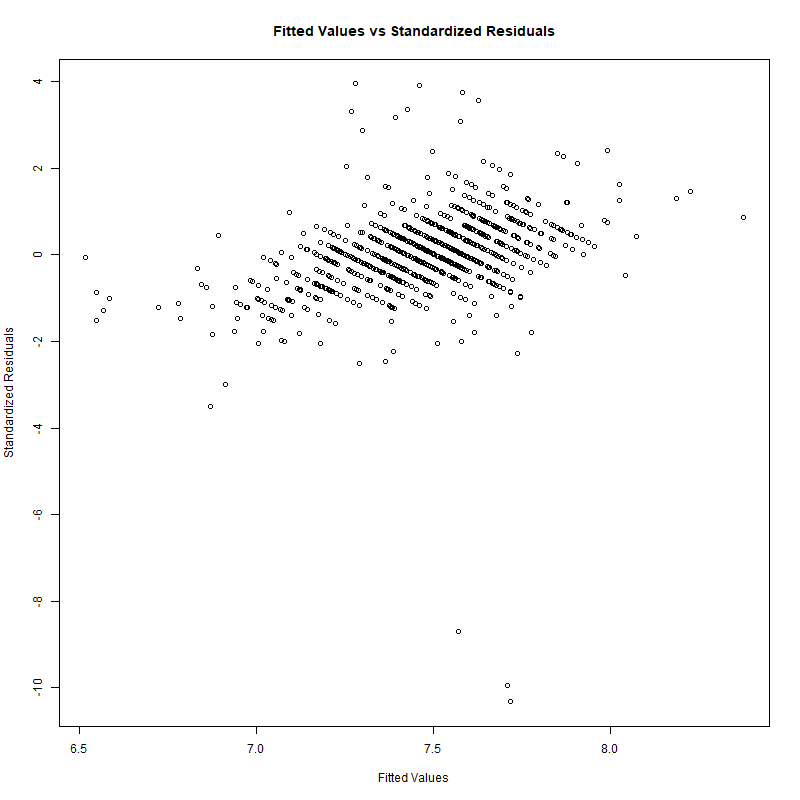 Fitted Values vs Standardized Residuals
Standardized Residuals
4
2
0
-2
-4
-6
-8
-10
6.5 7.0 7.5 8.0
Fitted Values